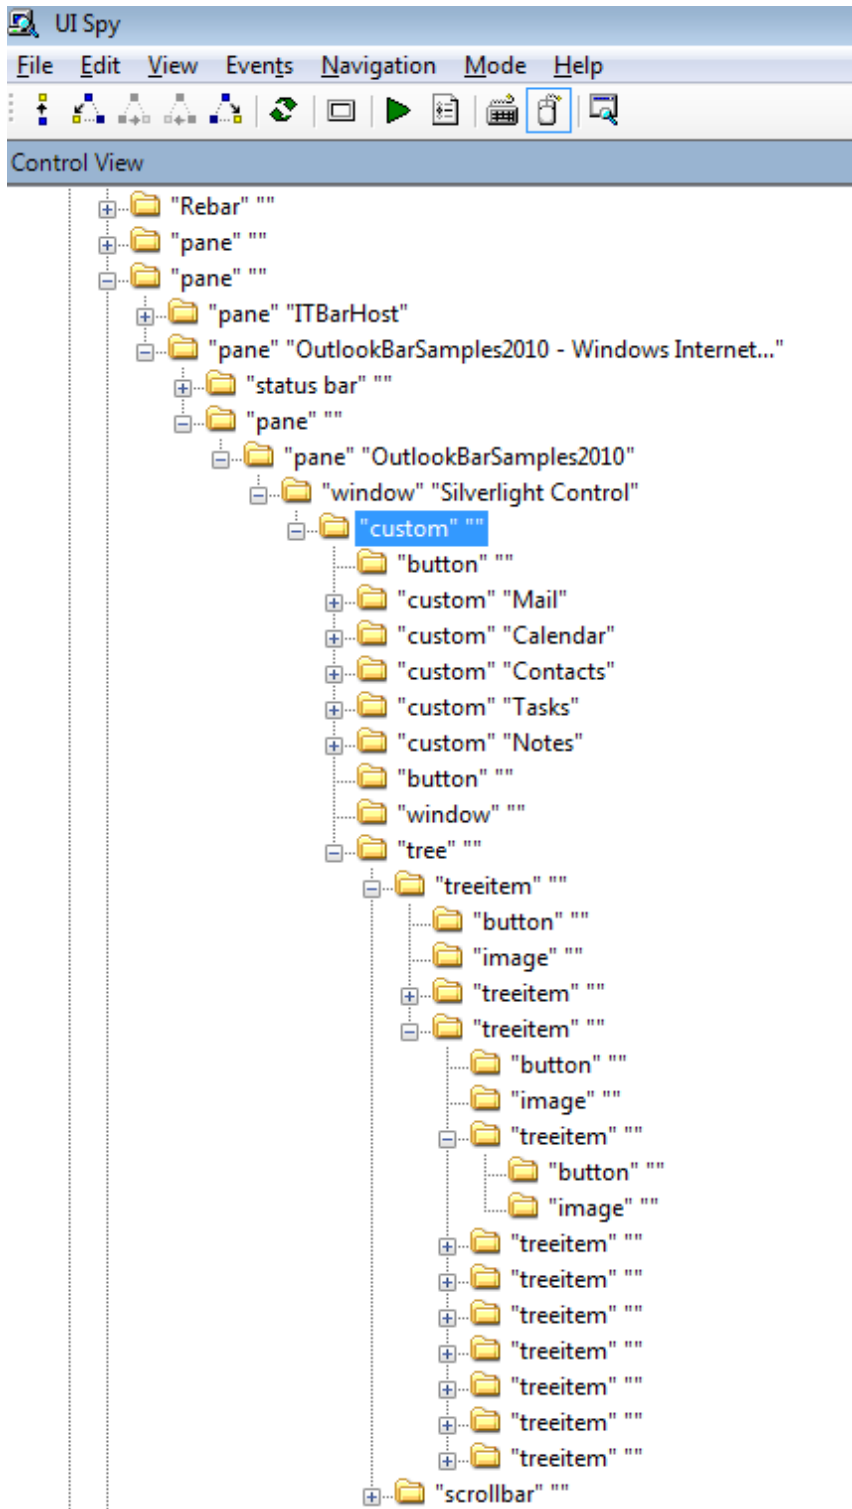 UI Spy
File Edit View Events Navigation Mode Help
Control View
"Rebar" ""
"pane" ""
"pane" ""
"pane" "ITBarHost"
"pane" "OutlookBarSamples2010 - Windows Internet..."
"status bar" ""
"pane" ""
"pane" "OutlookBarSamples2010"
"window" "Silverlight Control"
"custom" ""
"button" ""
"custom" "Mail"
"custom" "Calendar"
"custom" "Contacts"
"custom" "Tasks"
"custom" "Notes"
"button" ""
"window" ""
"tree" ""
"treeitem" ""
"button" ""
"image" ""
"treeitem" ""
"treeitem" ""
"button" ""
"image" ""
"treeitem" ""
"button" ""
"image" ""
"treeitem" ""
"treeitem" ""
"treeitem" ""
"treeitem" ""
"treeitem" ""
"treeitem" ""
"treeitem" ""
"scrollbar" ""